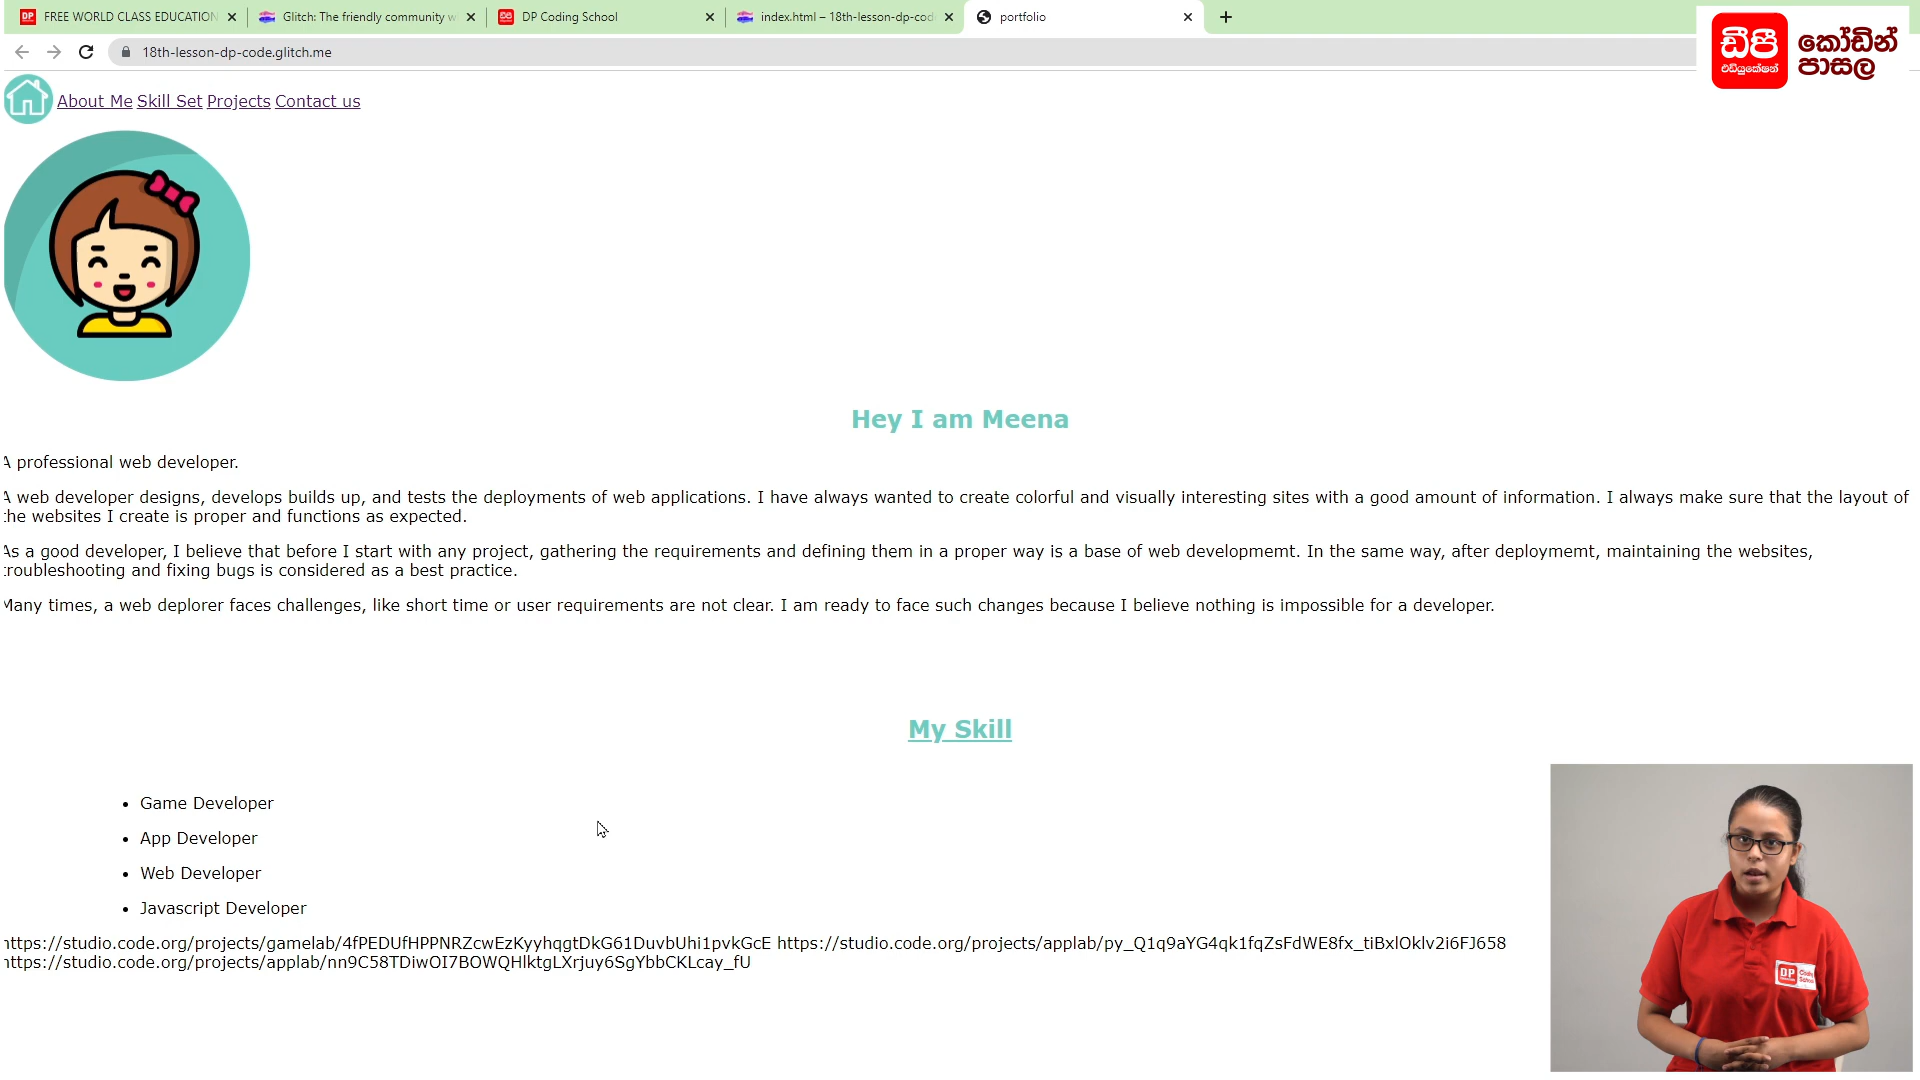 DP FREE WORLD CLASS EDUCATION
Glitch: The friendly community w
DP Coding School
index.html – 18th-lesson-dp-cod
portfolio
18th-lesson-dp-code.glitch.me
ඩීපී
එඩියුකේෂන්
කෝඩින්
පාසල
About Me Skill Set Projects Contact us
Hey I am Meena
A professional web developer.
A web developer designs, develops builds up, and tests the deployments of web applications. I have always wanted to create colorful and visually interesting sites with a good amount of information. I always make sure that the layout of
the websites I create is proper and functions as expected.
As a good developer, I believe that before I start with any project, gathering the requirements and defining them in a proper way is a base of web developmemt. In the same way, after deploymemt, maintaining the websites,
troubleshooting and fixing bugs is considered as a best practice.
Many times, a web deplorer faces challenges, like short time or user requirements are not clear. I am ready to face such changes because I believe nothing is impossible for a developer.
My Skill
• Game Developer
• App Developer
• Web Developer
• Javascript Developer
https://studio.code.org/projects/gamelab/4fPEDUfHPPNRZcwEzKyyhqgtDkG61DuvbUhi1pvkGcE https://studio.code.org/projects/applab/py_Q1q9aYG4qk1fqZsFdWE8fx_tiBxlOklv2i6FJ658
https://studio.code.org/projects/applab/nn9C58TDiwOI7BOWQHlktgLXrjuy6SgYbbCKLcay_fU
DP Coding School